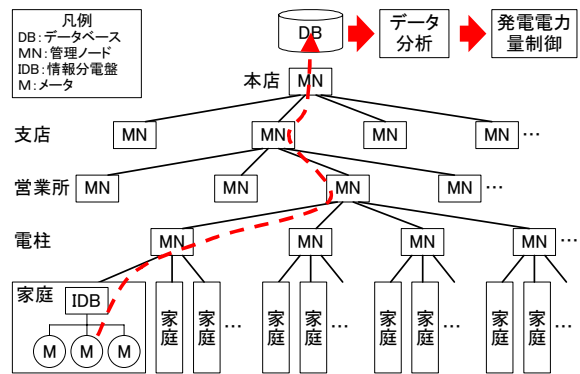 凡例
DB:データベース
MN:管理ノード
IDB:情報分電盤
M:メータ
DB
データ
分析
発電電力
量制御
本店 MN
支店 MN MN MN MN …
営業所 MN MN MN MN …
電柱 MN MN MN MN …
家庭 IDB
M M M
家庭 家庭 …
家庭 家庭 …
家庭 家庭 …
家庭 家庭 …